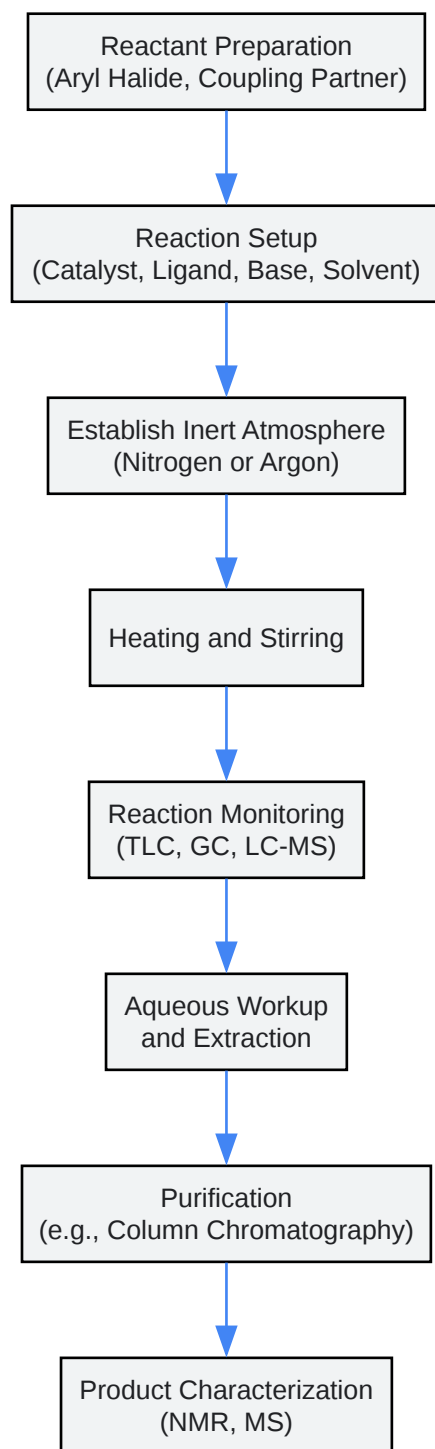 Reactant Preparation
(Aryl Halide, Coupling Partner)
Reaction Setup
(Catalyst, Ligand, Base, Solvent)
Establish Inert Atmosphere
(Nitrogen or Argon)
Heating and Stirring
Reaction Monitoring
(TLC, GC, LC-MS)
Aqueous Workup
and Extraction
Purification
(e.g., Column Chromatography)
Product Characterization
(NMR, MS)